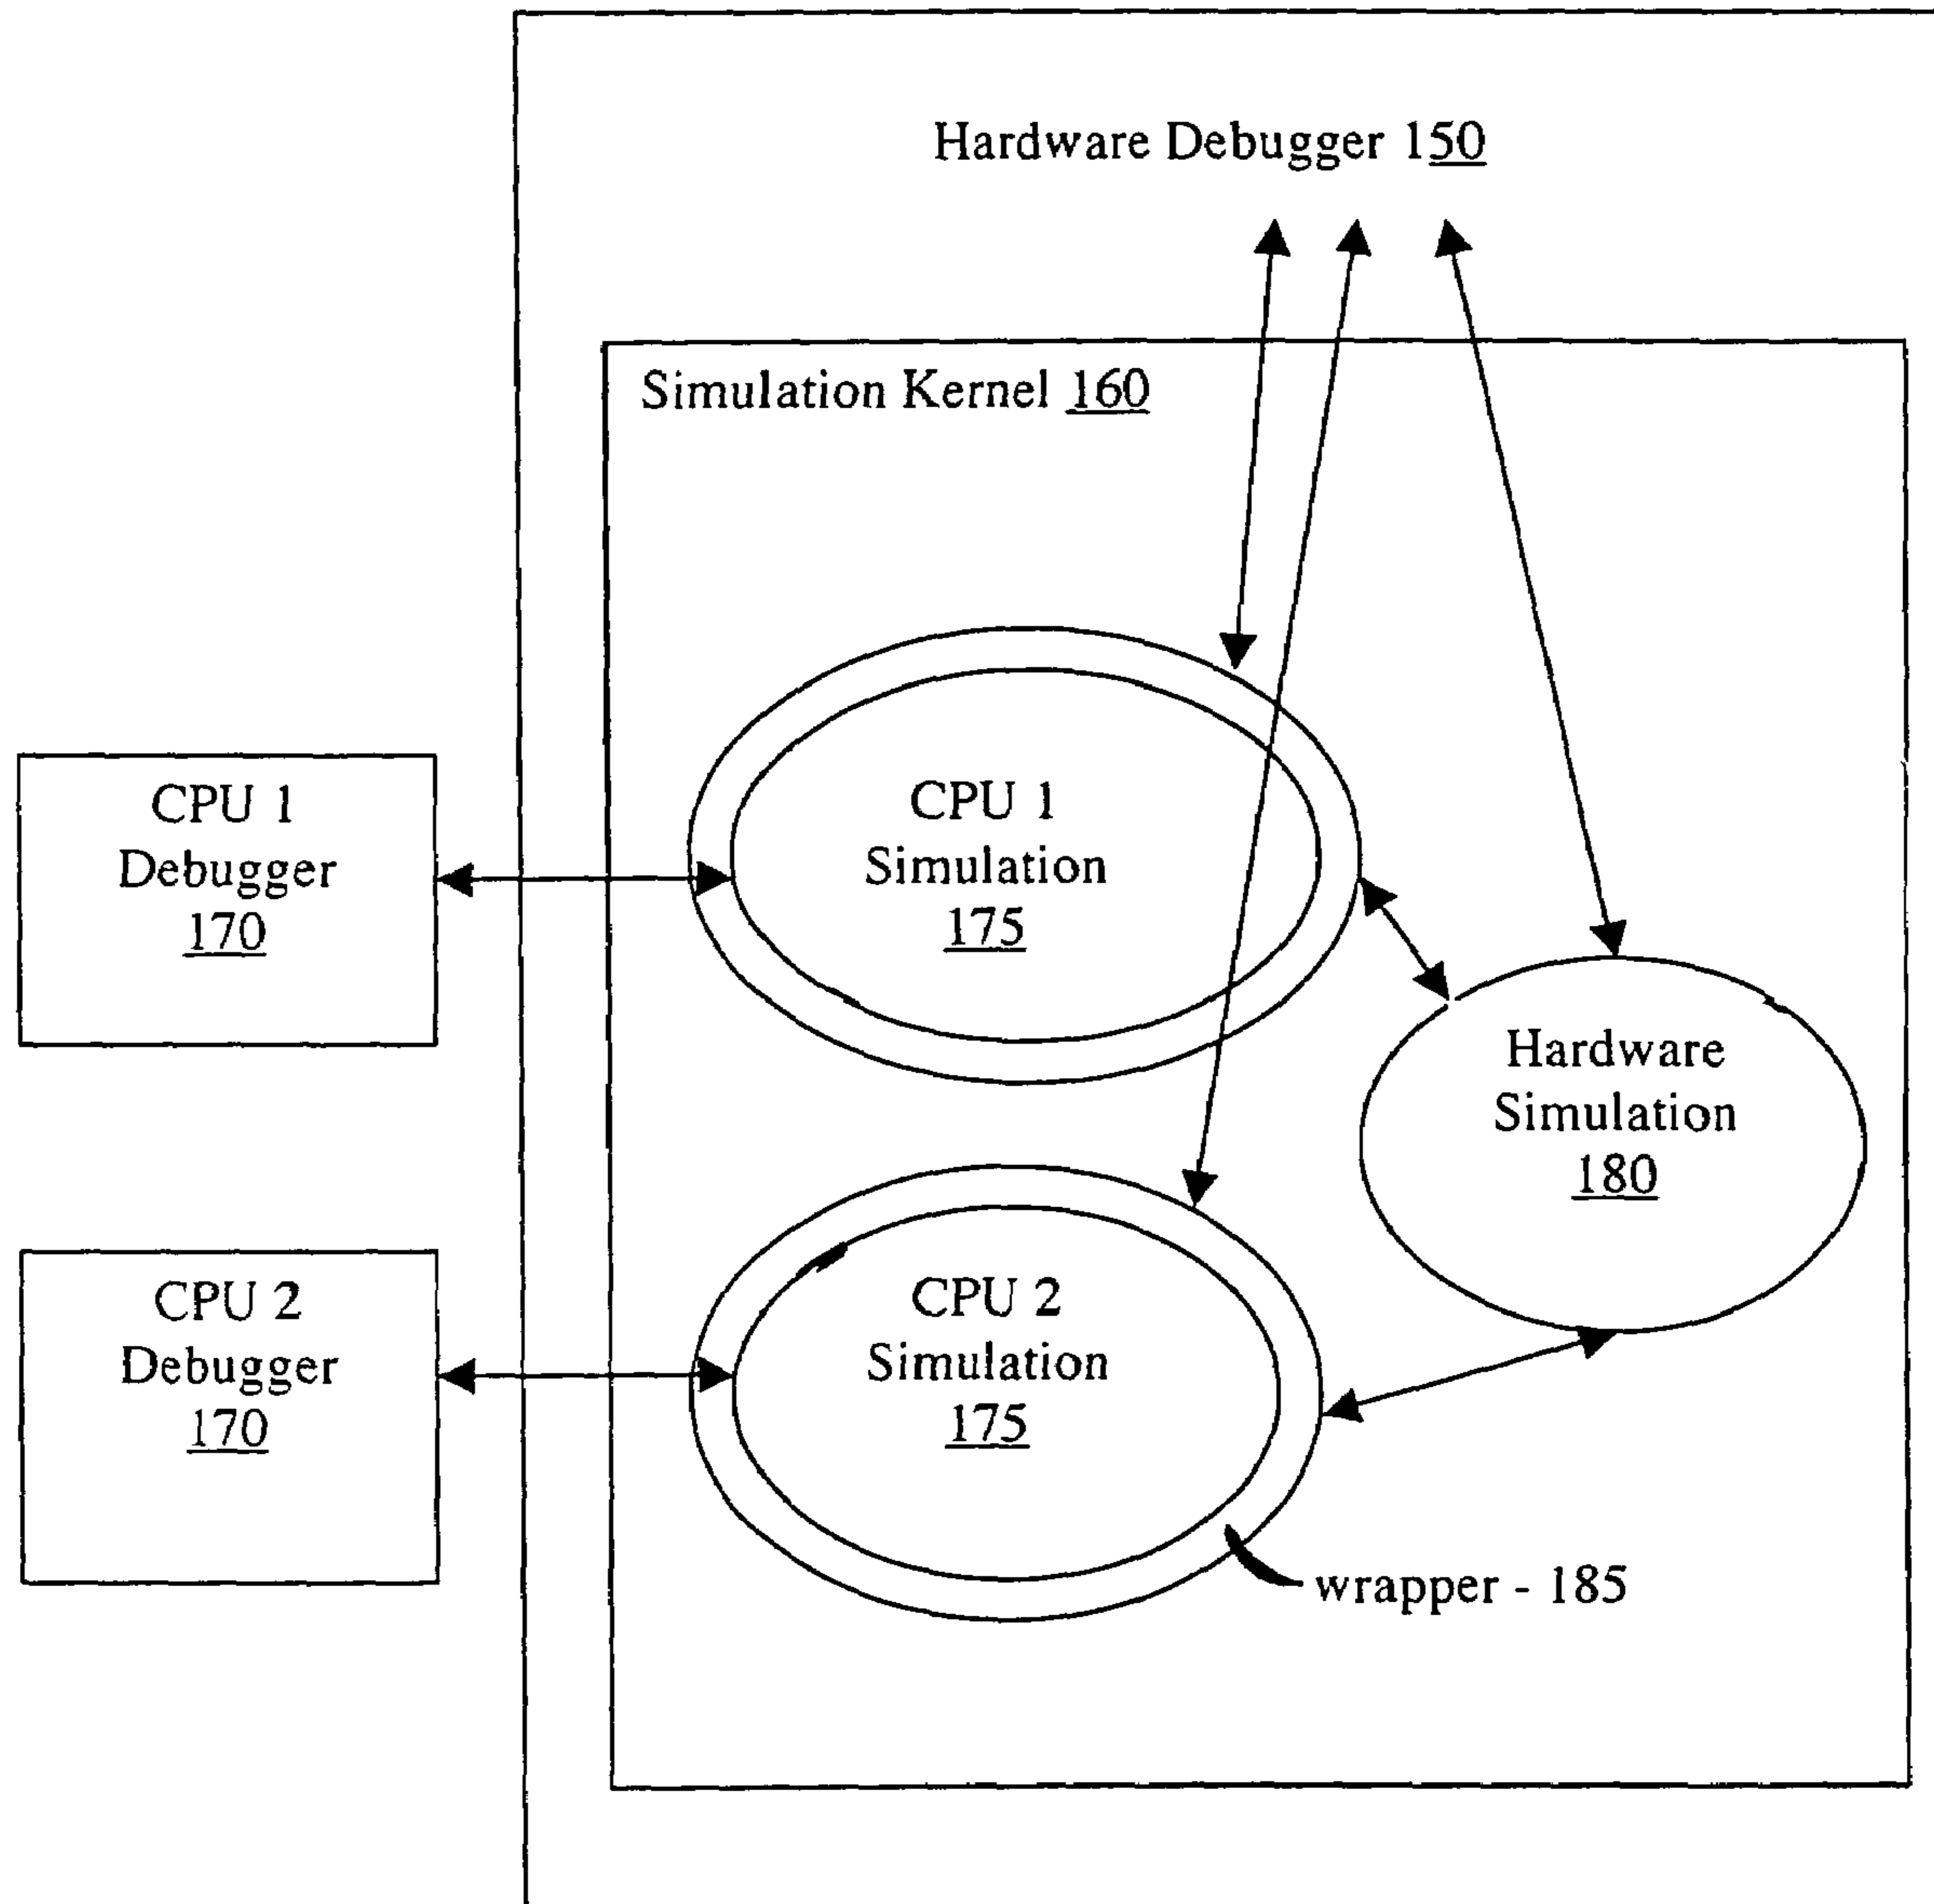 Hardware Debugger 150
Simulation Kernel 160
CPU 1
Debugger
170
CPU 1
Simulation
175
Hardware
Simulation
180
CPU 2
Debugger
170
CPU 2
Simulation
175
wrapper - 185